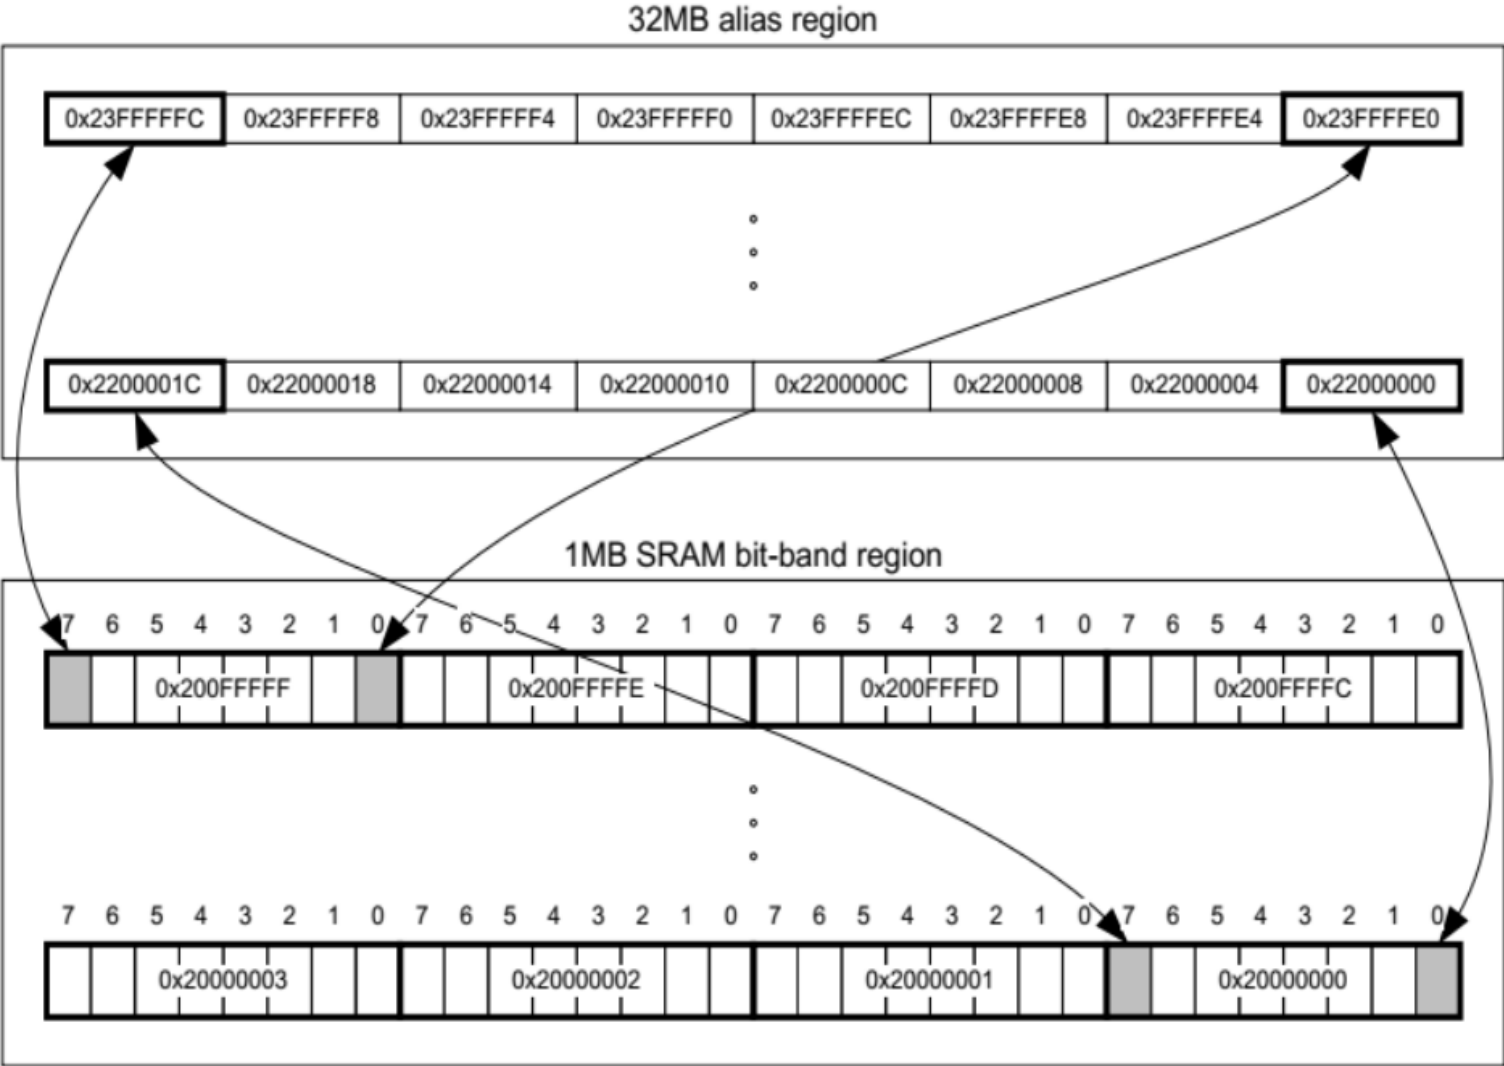 32MB alias region
0x23FFFFFC 0x23FFFFF8 0x23FFFFF4 0x23FFFFF0 0x23FFFFEC 0x23FFFFE8 0x23FFFFE4 0x23FFFFE0
0x2200001C 0x22000018 0x22000014 0x22000010 0x2200000C 0x22000008 0x22000004 0x22000000
1MB SRAM bit-band region
7 6 5 4 3 2 1 0 7 6 5 4 3 2 1 0 7 6 5 4 3 2 1 0 7 6 5 4 3 2 1 0
0x200FFFFF 0x200FFFFE 0x200FFFFD 0x200FFFFC
7 6 5 4 3 2 1 0 7 6 5 4 3 2 1 0 7 6 5 4 3 2 1 0 7 6 5 4 3 2 1 0
0x20000003 0x20000002 0x20000001 0x20000000